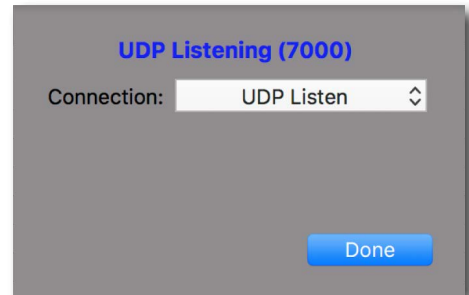 UDP Listening (7000)
Connection: UDP Listen
Done